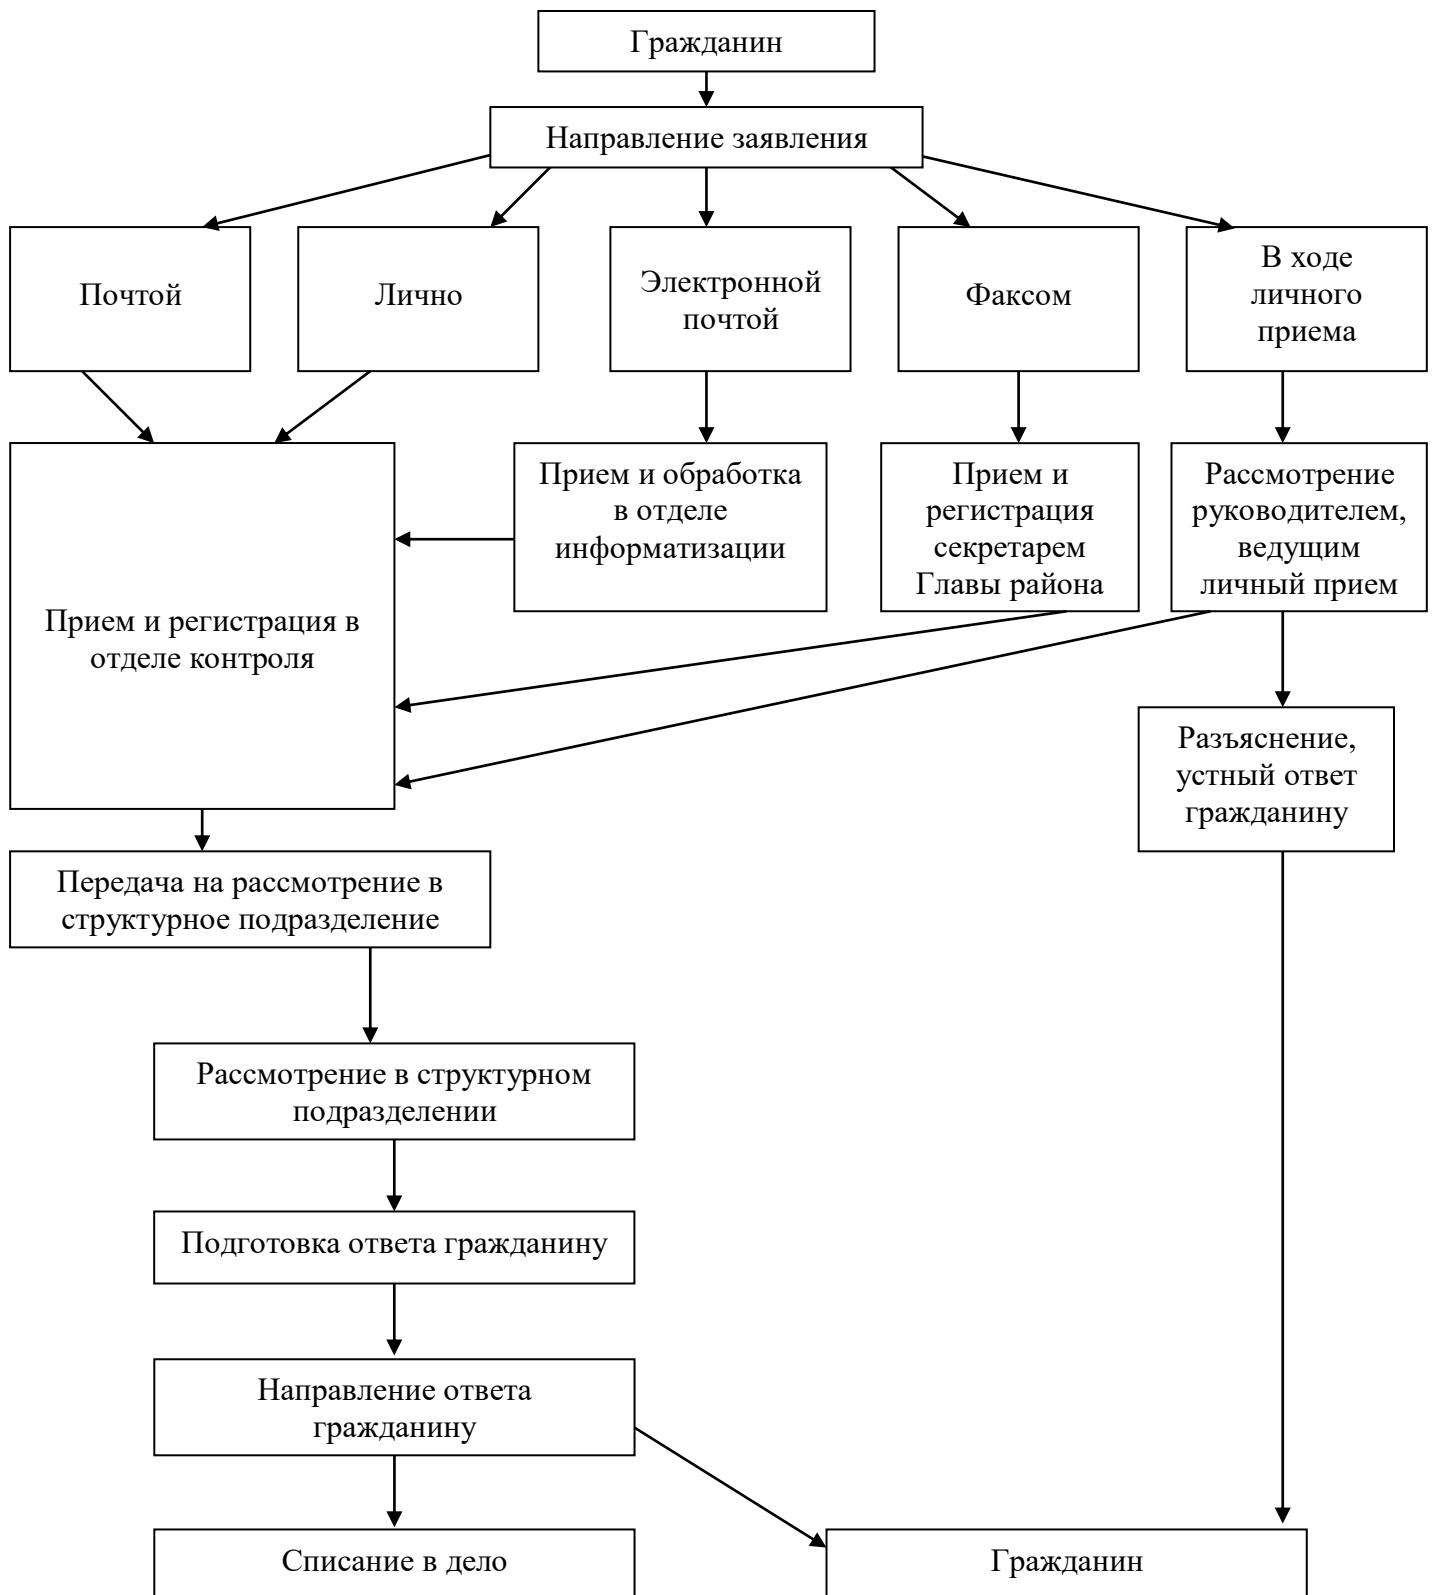 Гражданин
Направление заявления
Почтой
Лично
Электронной
почтой
Факсом
В ходе
личного
приема
Прием и регистрация в
отделе контроля
Прием и обработка
в отделе
информатизации
Прием и
регистрация
секретарем
Главы района
Рассмотрение
руководителем,
ведущим
личный прием
Разъяснение,
устный ответ
гражданину
Передача на рассмотрение в
структурное подразделение
Рассмотрение в структурном
подразделении
Подготовка ответа гражданину
Направление ответа
гражданину
Списание в дело
Гражданин